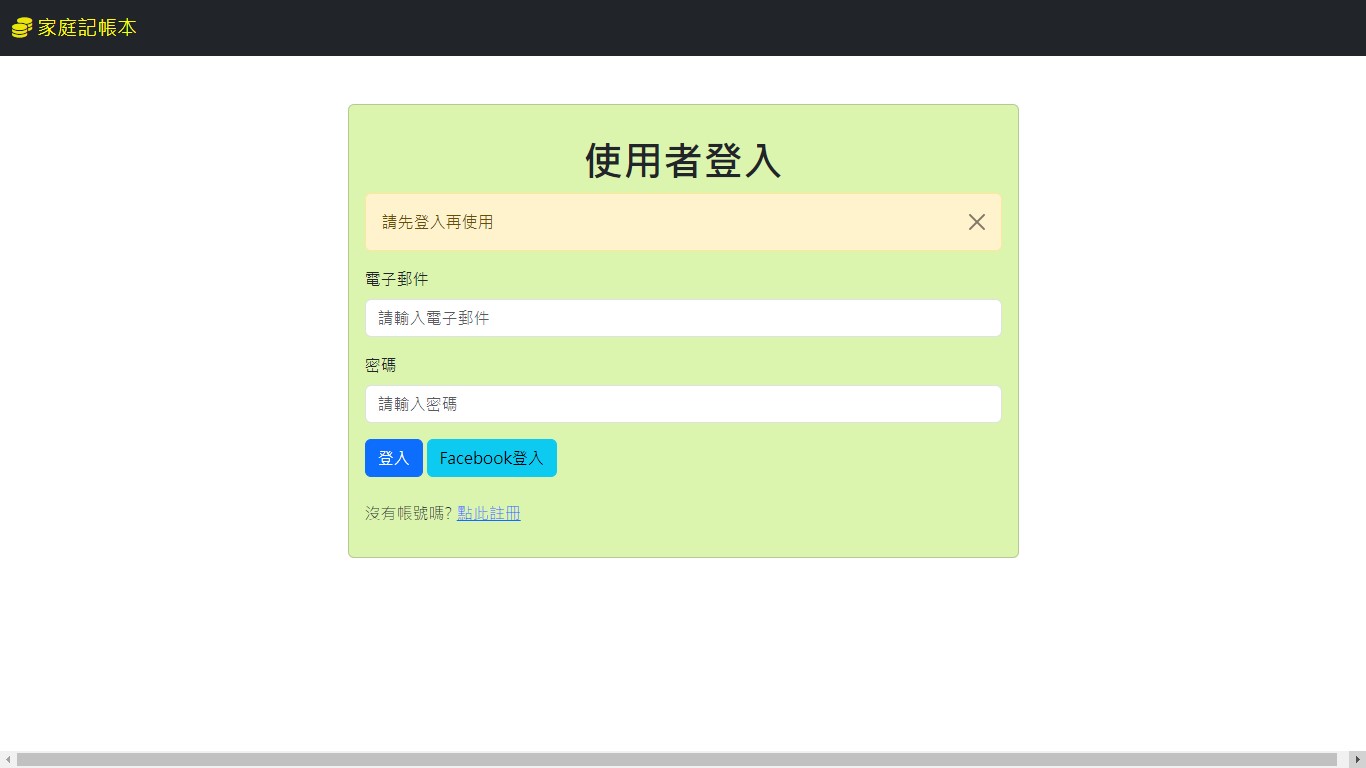 家庭記帳本
使用者登入
請先登入再使用
電子郵件
請輸入電子郵件
密碼
請輸入密碼
登入 Facebook登入
沒有帳號嗎? 點此註冊